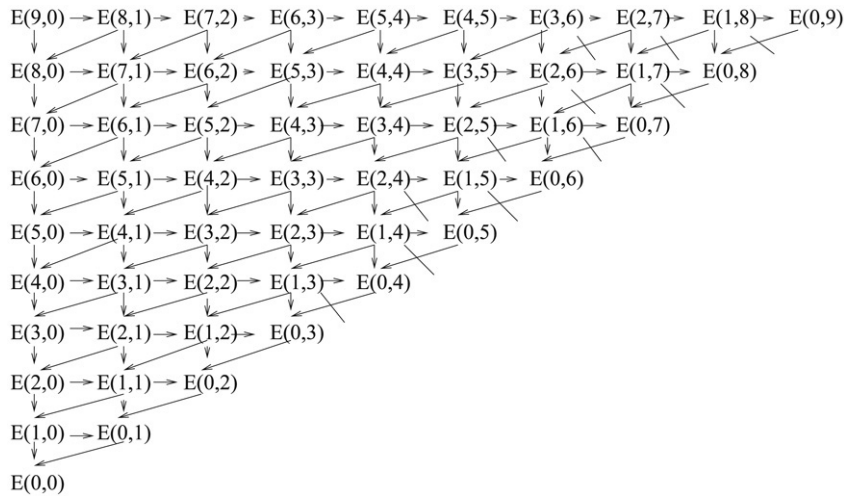 E(9,0) E(8,1) E(7,2) E(6,3) E(5,4) E(4,5) E(3,6) E(2,7) E(1,8) E(0,9)
E(8,0) E(7,1) E(6,2) E(5,3) E(4,4) E(3,5) E(2,6) E(1,7) E(0,8)
E(7,0) E(6,1) E(5,2) E(4,3) E(3,4) E(2,5) E(1,6) E(0,7)
E(6,0) E(5,1) E(4,2) E(3,3) E(2,4) E(1,5) E(0,6)
E(5,0) E(4,1) E(3,2) E(2,3) E(1,4) E(0,5)
E(4,0) E(3,1) E(2,2) E(1,3) E(0,4)
E(3,0) E(2,1) E(1,2) E(0,3)
E(2,0) E(1,1) E(0,2)
E(1,0) E(0,1)
E(0,0)